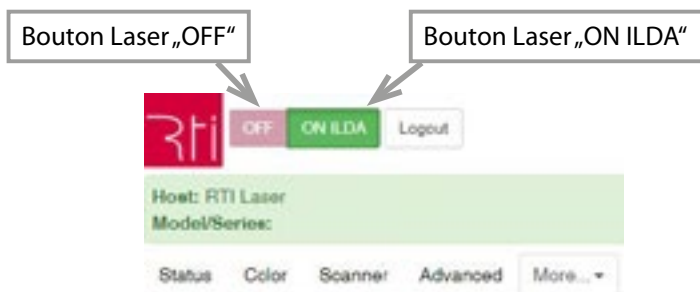 Bouton Laser „OFF“
Bouton Laser „ON ILDA“
Rti
OFF ON ILDA Logout
Host: RTI Laser
Model/Series:
Status Color Scanner Advanced More...